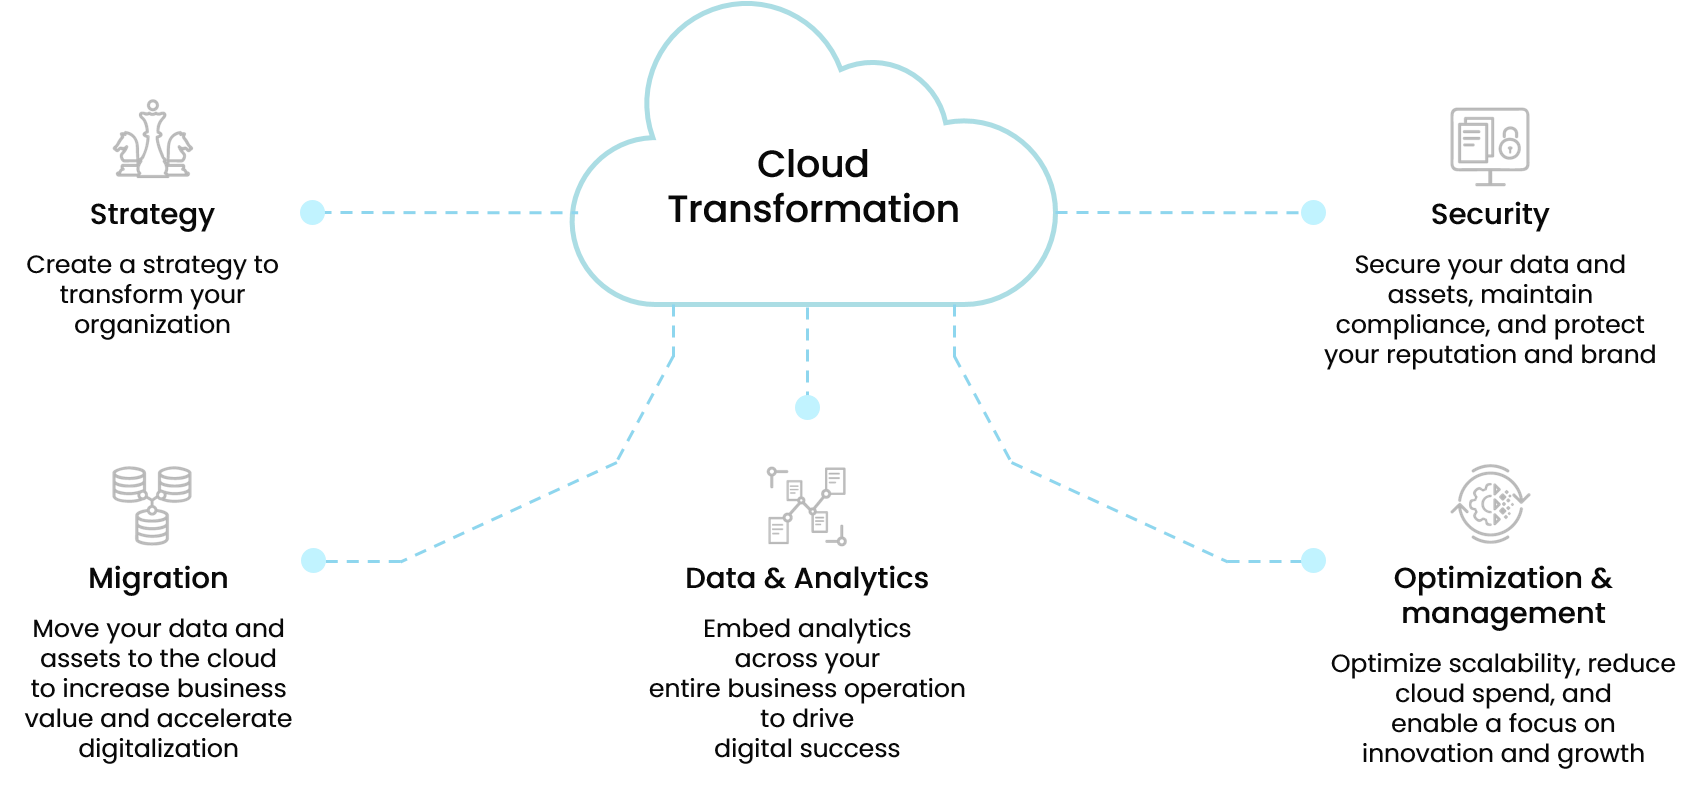 Cloud
Transformation
Strategy
Create a strategy to
transform your
organization
Security
Secure your data and
assets, maintain
compliance, and protect
your reputation and brand
Migration
Move your data and
assets to the cloud
to increase business
value and accelerate
digitalization
Data & Analytics
Embed analytics
across your
entire business operation
to drive
digital success
Optimization &
management
Optimize scalability, reduce
cloud spend, and
enable a focus on
innovation and growth